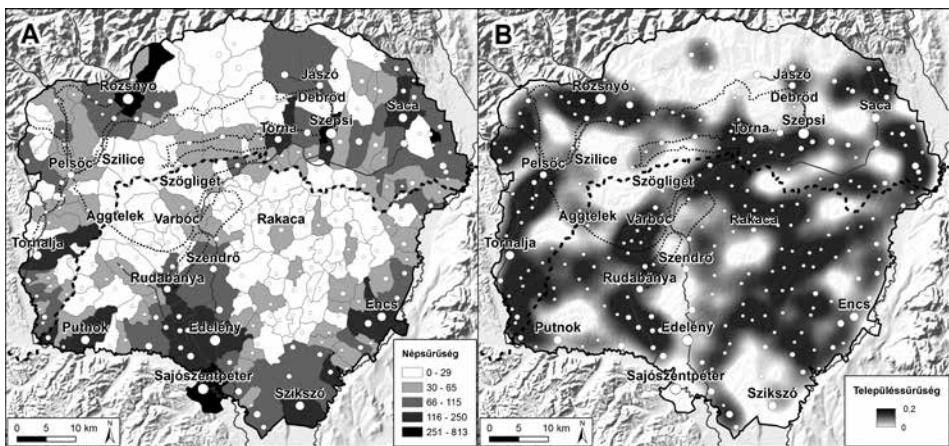 A
Rozsnyó
Jászó
Debrőd
Saca
Torna
Szepsi
Pelsőc
Szilice
Szögliget
Aggtelek
Varbóc
Rakaca
Tornalja
Szendrő
Rudabánya
Encs
Putnok
Edelény
Sajószentpéter
Szikszó
Népsűrűség
0 - 29
30 - 65
66 - 115
116 - 250
251 - 813
0 5 10 km
N
B
Rozsnyó
Jászó
Debrőd
Saca
Torna
Szepsi
Pelsőc
Szilice
Szögliget
Aggtelek
Varbóc
Rakaca
Tornalja
Szendrő
Rudabánya
Encs
Putnok
Edelény
Sajószentpéter
Szikszó
Településsűrűség
0,2
0
0 5 10 km
N